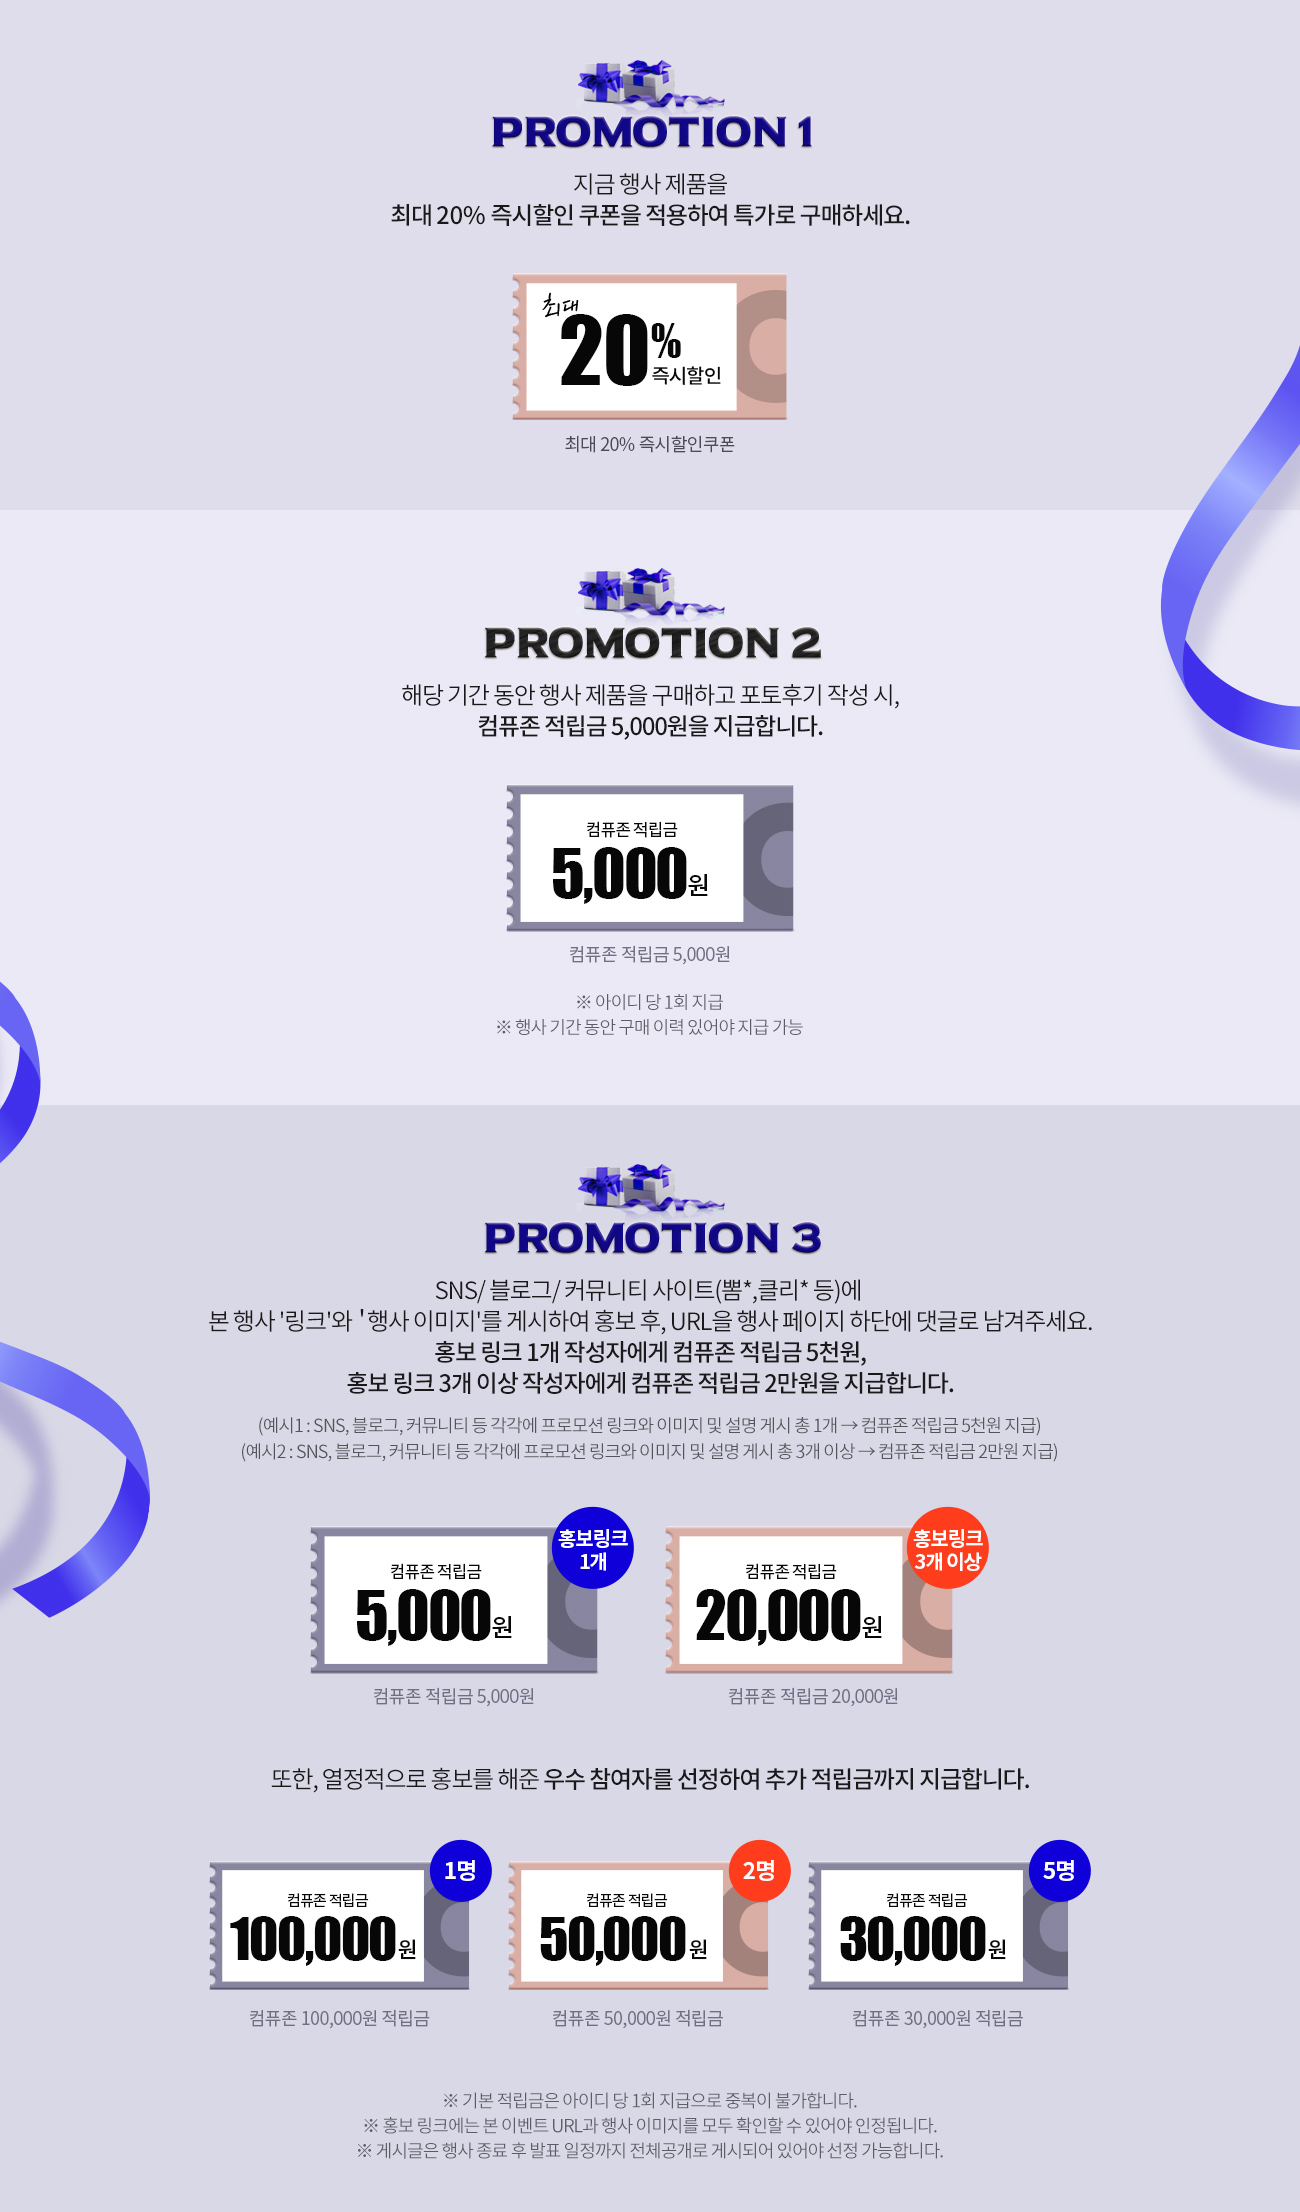 PROMOTION 1
지금 행사 제품을
최대 20% 즉시할인 쿠폰을 적용하여 특가로 구매하세요.
최대
20%
즉시할인
최대 20% 즉시할인쿠폰
PROMOTION 2
해당 기간 동안 행사 제품을 구매하고 포토후기 작성 시,
컴퓨존 적립금 5,000원을 지급합니다.
컴퓨존 적립금
5,000원
컴퓨존 적립금 5,000원
※ 아이디 당 1회 지급
※ 행사 기간 동안 구매 이력 있어야 지급 가능
PROMOTION 3
SNS/ 블로그/ 커뮤니티 사이트(뽐*,클리* 등)에
본 행사 '링크'와 '행사 이미지'를 게시하여 홍보 후, URL을 행사 페이지 하단에 댓글로 남겨주세요.
홍보 링크 1개 작성자에게 컴퓨존 적립금 5천원,
홍보 링크 3개 이상 작성자에게 컴퓨존 적립금 2만원을 지급합니다.
(예시1 : SNS, 블로그, 커뮤니티 등 각각에 프로모션 링크와 이미지 및 설명 게시 총 1개 → 컴퓨존 적립금 5천원 지급)
(예시2 : SNS, 블로그, 커뮤니티 등 각각에 프로모션 링크와 이미지 및 설명 게시 총 3개 이상 → 컴퓨존 적립금 2만원 지급)
홍보링크
1개
컴퓨존 적립금
5,000원
컴퓨존 적립금 5,000원
홍보링크
3개 이상
컴퓨존 적립금
20,000원
컴퓨존 적립금 20,000원
또한, 열정적으로 홍보를 해준 우수 참여자를 선정하여 추가 적립금까지 지급합니다.
1명
컴퓨존 적립금
100,000원
컴퓨존 100,000원 적립금
2명
컴퓨존 적립금
50,000원
컴퓨존 50,000원 적립금
5명
컴퓨존 적립금
30,000원
컴퓨존 30,000원 적립금
※ 기본 적립금은 아이디 당 1회 지급으로 중복이 불가합니다.
※ 홍보 링크에는 본 이벤트 URL과 행사 이미지를 모두 확인할 수 있어야 인정됩니다.
※ 게시글은 행사 종료 후 발표 일정까지 전체공개로 게시되어 있어야 선정 가능합니다.